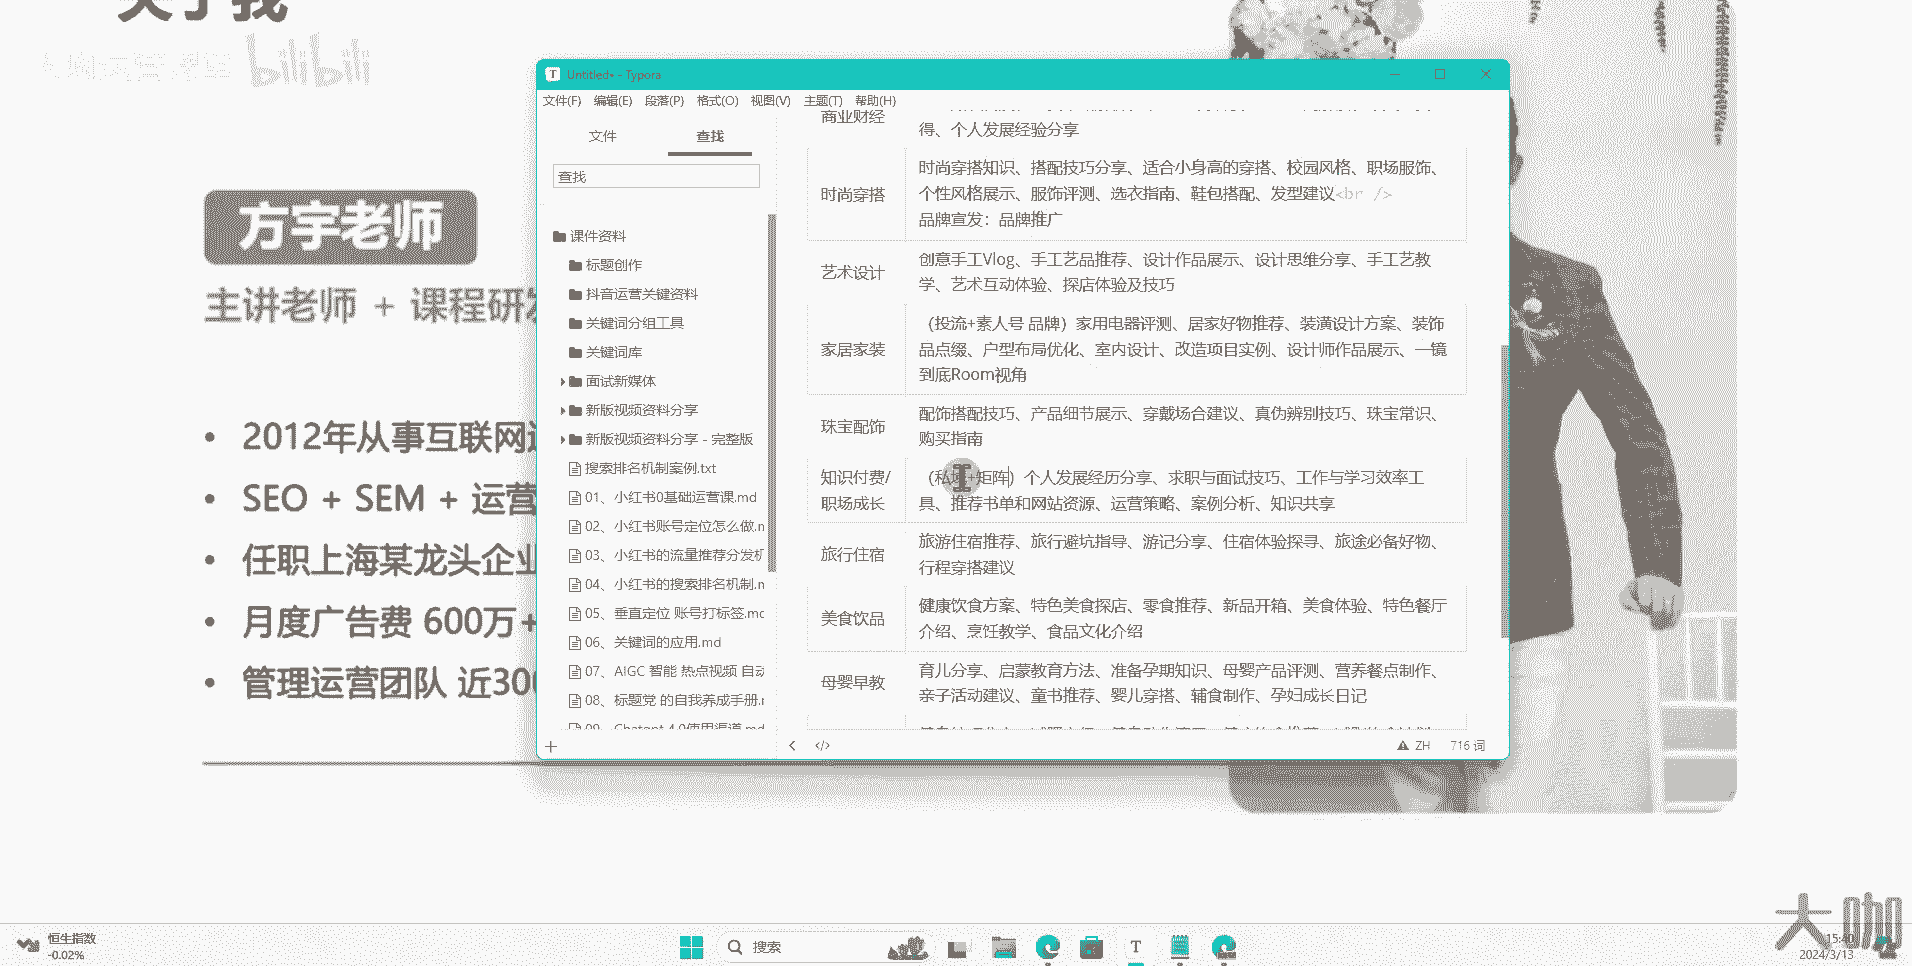 关于我
bilibili
方宇老师
主讲老师 + 课程研发
• 2012年从事互联网
• SEO + SEM + 运营
• 任职上海某龙头企业
• 月度广告费 600万+
• 管理运营团队 近300
Untitled• - Typora
文件(F) 编辑(E) 段落(P) 格式(O) 视图(V) 主题(T) 帮助(H)
文件 查找
查找
课件资料
标题创作
抖音运营关键资料
关键词分组工具
关键词库
面试新媒体
新版视频资料分享
新版视频资料分享 - 完整版
搜索排名机制案例.txt
01、小红书0基础运营课.md
02、小红书账号定位怎么做.m
03、小红书的流量推荐分发机
04、小红书的搜索排名机制.m
05、垂直定位 账号打标签.mc
06、关键词的应用.md
07、AIGC 智能 热点视频 自动
08、标题党 的自我养成手册.r
09、Chatgpt 4.0使用渠道.md
商业财经
得、个人发展经验分享
时尚穿搭
时尚穿搭知识、搭配技巧分享、适合小身高的穿搭、校园风格、职场服饰、
个性风格展示、服饰评测、选衣指南、鞋包搭配、发型建议<br />
品牌宣发：品牌推广
艺术设计
创意手工Vlog、手工艺品推荐、设计作品展示、设计思维分享、手工艺教
学、艺术互动体验、探店体验及技巧
家居家装
（投流+素人号 品牌）家用电器评测、居家好物推荐、装潢设计方案、装饰
品点缀、户型布局优化、室内设计、改造项目实例、设计师作品展示、一镜
到底Room视角
珠宝配饰
配饰搭配技巧、产品细节展示、穿戴场合建议、真伪辨别技巧、珠宝常识、
购买指南
知识付费/
职场成长
（私域+矩阵）个人发展经历分享、求职与面试技巧、工作与学习效率工
具、推荐书单和网站资源、运营策略、案例分析、知识共享
旅行住宿
旅游住宿推荐、旅行避坑指导、游记分享、住宿体验探寻、旅途必备好物、
行程穿搭建议
美食饮品
健康饮食方案、特色美食探店、零食推荐、新品开箱、美食体验、特色餐厅
介绍、烹饪教学、食品文化介绍
母婴早教
育儿分享、启蒙教育方法、准备孕期知识、母婴产品评测、营养餐点制作、
亲子活动建议、童书推荐、婴儿穿搭、辅食制作、孕妇成长日记
</> ZH 716 词
大咖
恒生指数
-0.02%
搜索
15:40
2024/3/13